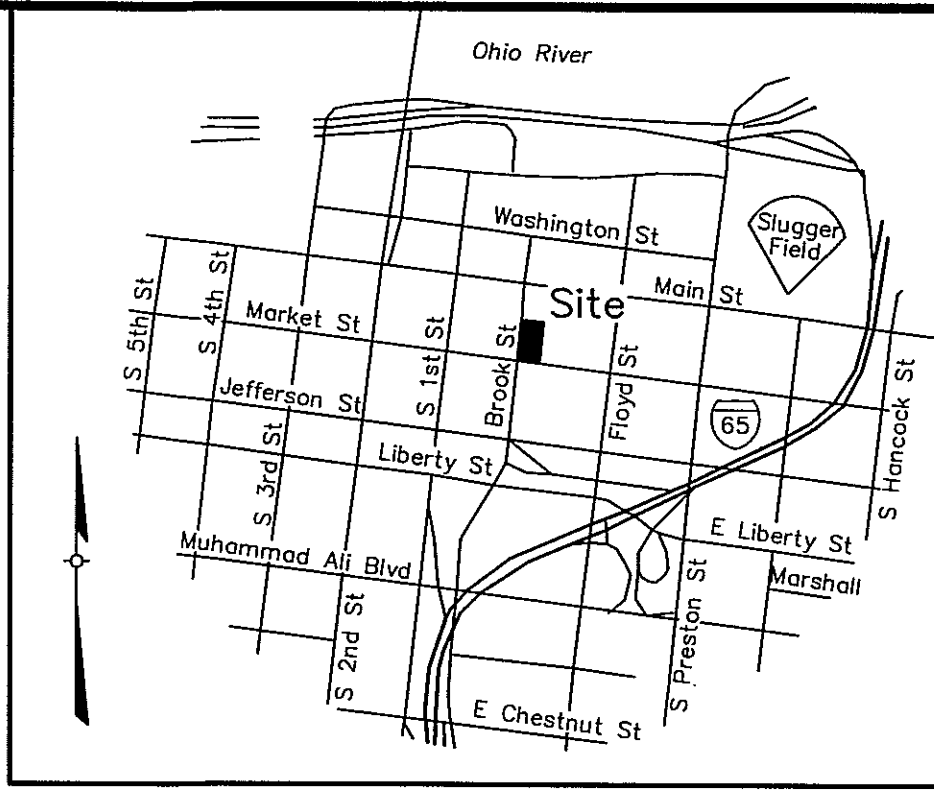 Ohio River
Washington St
Slugger
Field
Main St
Site
Market St
S 5th St
S 4th St
S 1st St
Brook St
Floyd St
Jefferson St
65
S Hancock St
S 3rd St
Liberty St
E Liberty St
Muhammad Ali Blvd
Marshall
S 2nd St
S Preston St
E Chestnut St